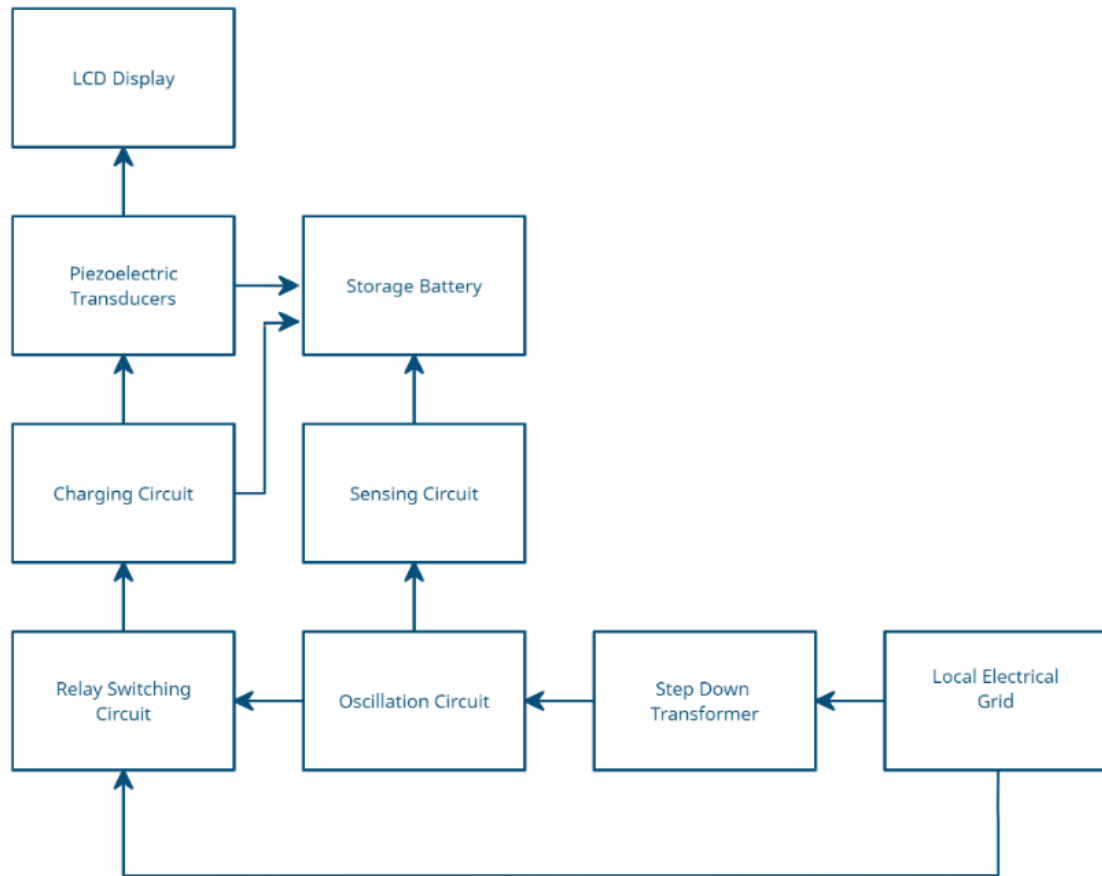 LCD Display
Piezoelectric
Transducers
Storage Battery
Charging Circuit
Sensing Circuit
Relay Switching
Circuit
Oscillation Circuit
Step Down
Transformer
Local Electrical
Grid